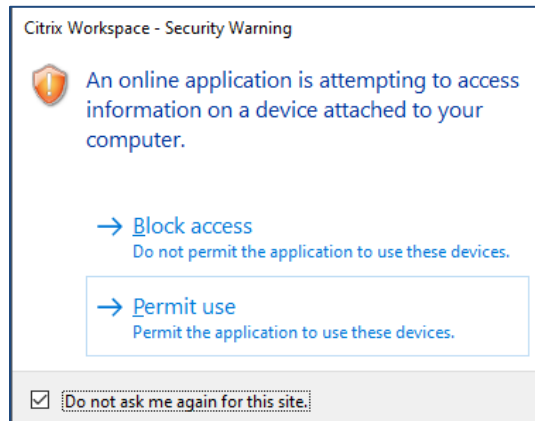 Citrix Workspace - Security Warning
An online application is attempting to access
information on a device attached to your
computer.
Block access
Do not permit the application to use these devices.
Permit use
Permit the application to use these devices.
Do not ask me again for this site.